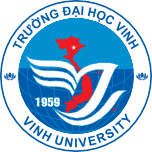 TRƯỜNG ĐẠI HỌC VINH
1959
VINH UNIVERSITY